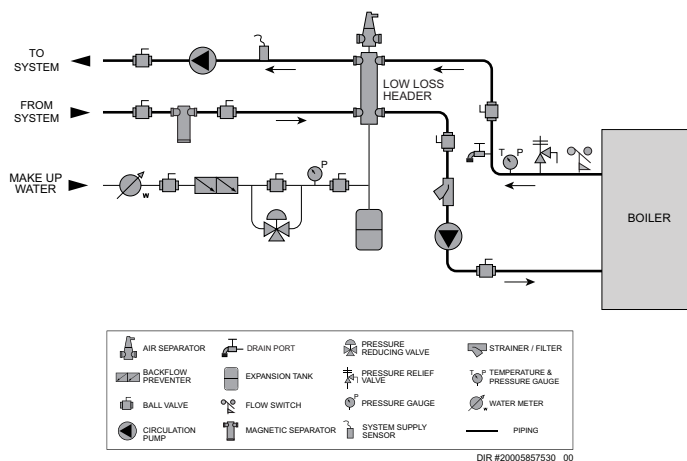 TO
SYSTEM
FROM
SYSTEM
MAKE UP
WATER
LOW LOSS
HEADER
P
W
T P
BOILER
AIR SEPARATOR
DRAIN PORT
PRESSURE
REDUCING VALVE
STRAINER / FILTER
BACKFLOW
PREVENTER
EXPANSION TANK
PRESSURE RELIEF
VALVE
T P
TEMPERATURE &
PRESSURE GAUGE
BALL VALVE
FLOW SWITCH
P
PRESSURE GAUGE
W
WATER METER
CIRCULATION
PUMP
MAGNETIC SEPARATOR
SYSTEM SUPPLY
SENSOR
PIPING
DIR #20005857530 00